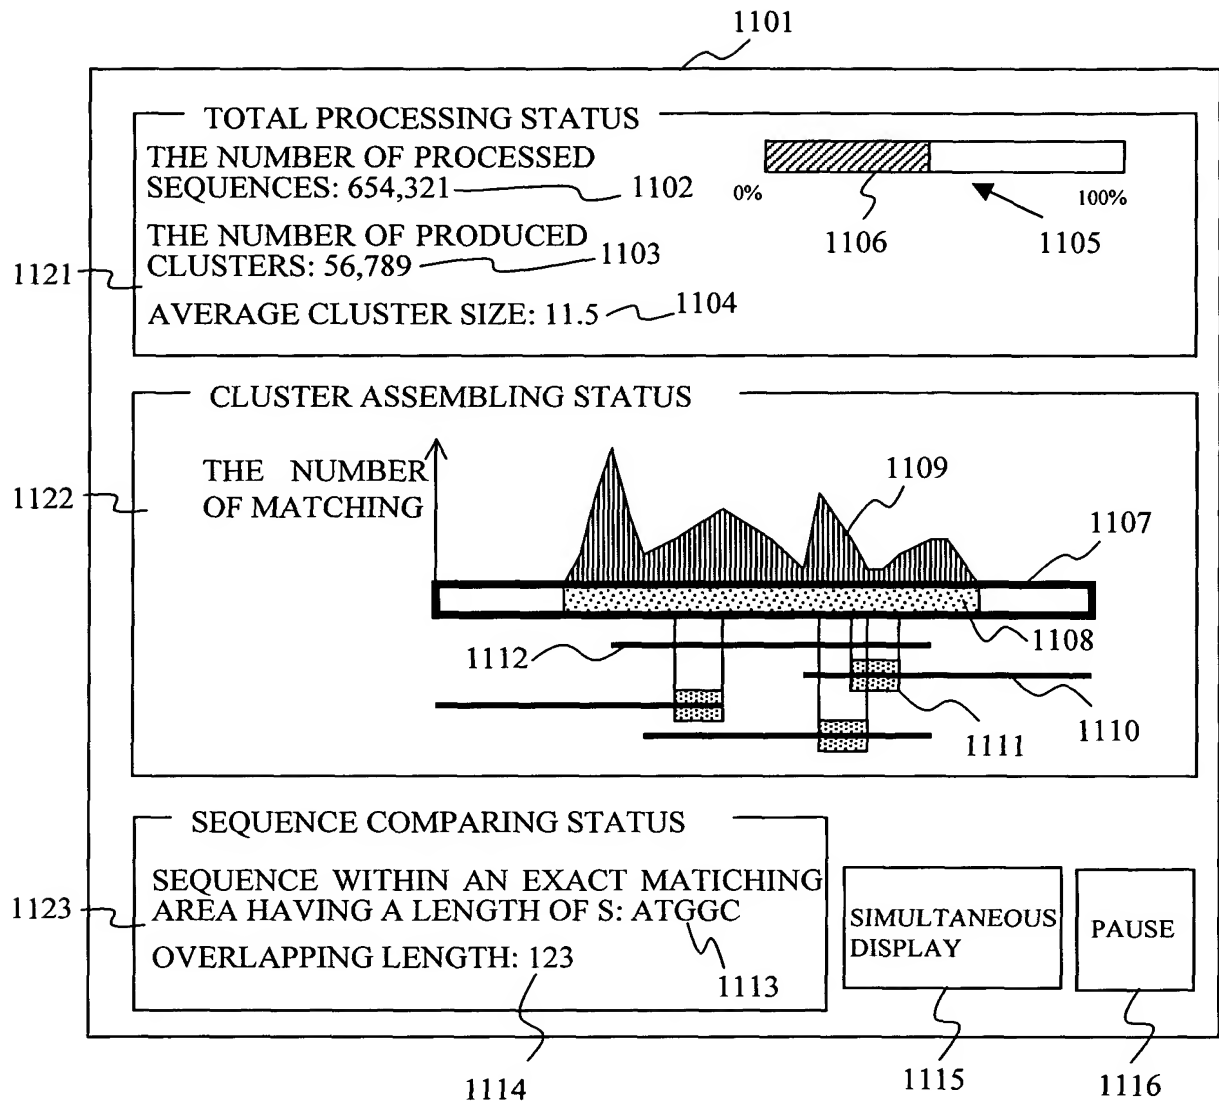 1101
TOTAL PROCESSING STATUS
THE NUMBER OF PROCESSED
SEQUENCES: 654,321
1102
0%
100%
1106
1105
THE NUMBER OF PRODUCED
CLUSTERS: 56,789
1103
1121
AVERAGE CLUSTER SIZE: 11.5
1104
CLUSTER ASSEMBLING STATUS
THE NUMBER
OF MATCHING
1122
1109
1107
1108
1112
1110
1111
SEQUENCE COMPARING STATUS
SEQUENCE WITHIN AN EXACT MATICHING
AREA HAVING A LENGTH OF S: ATGGC
1123
OVERLAPPING LENGTH: 123
1113
SIMULTANEOUS
DISPLAY
PAUSE
1114
1115
1116